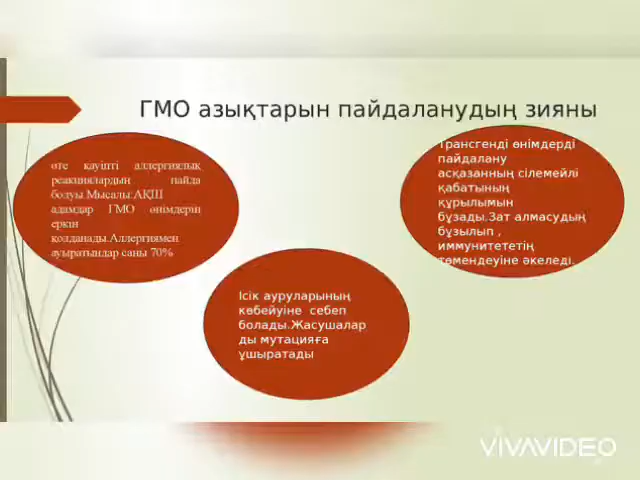 ГМО азықтарын пайдаланудың зияны
өте қауіпті аллергиялық
реакциялардың пайда
болуы.Мысалы:АҚШ
адамдар ГМО өнімдерін
еркін
қолданады.Аллергиямен
ауыратындар саны 70%
Трансгенді өнімдерді
пайдалану
асқазанның сілемейлі
қабатының
құрылымын
бұзады.Зат алмасудың
бұзылып ,
иммунитететің
төмендеуіне әкеледі.
Ісік ауруларының
көбейуіне себеп
болады.Жасушалар
ды мутацияға
ұшыратады
VIVAVIDEO